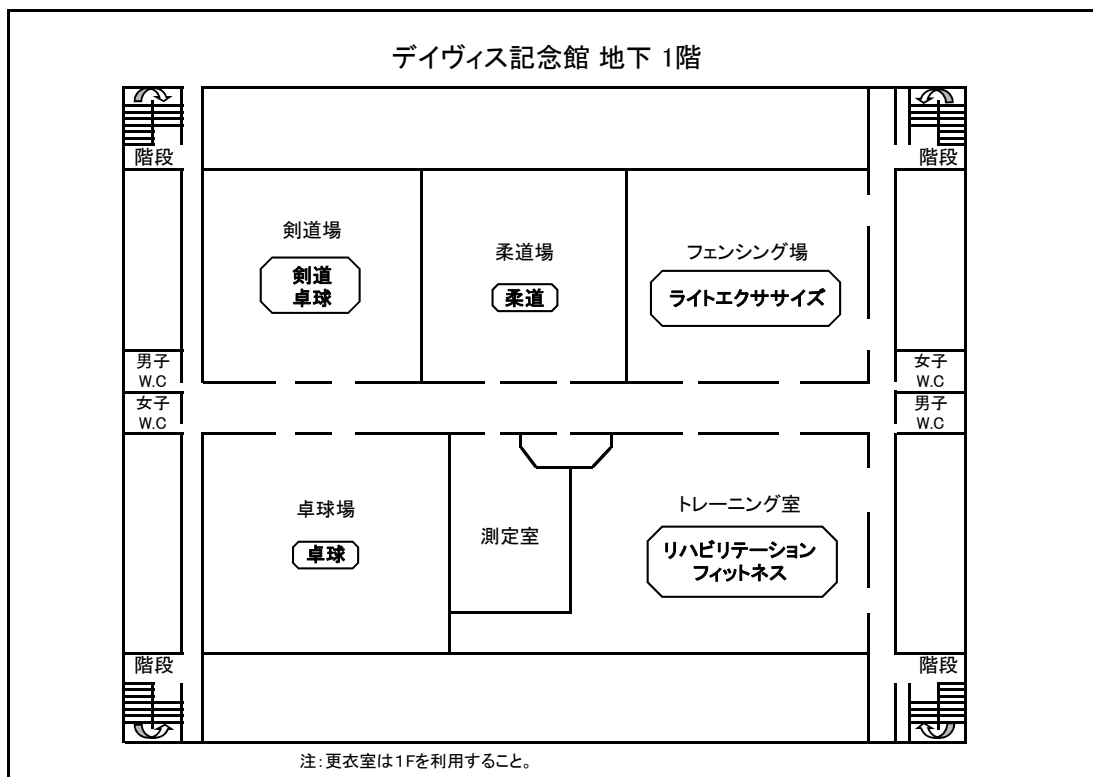 デイヴィス記念館 地下 1階
階段
階段
剣道場
剣道
卓球
柔道場
柔道
フェンシング場
ライトエクササイズ
男子
W.C
女子
W.C
女子
W.C
男子
W.C
卓球場
卓球
測定室
トレーニング室
リハビリテーション
フィットネス
階段
階段
注:更衣室は1Fを利用すること。